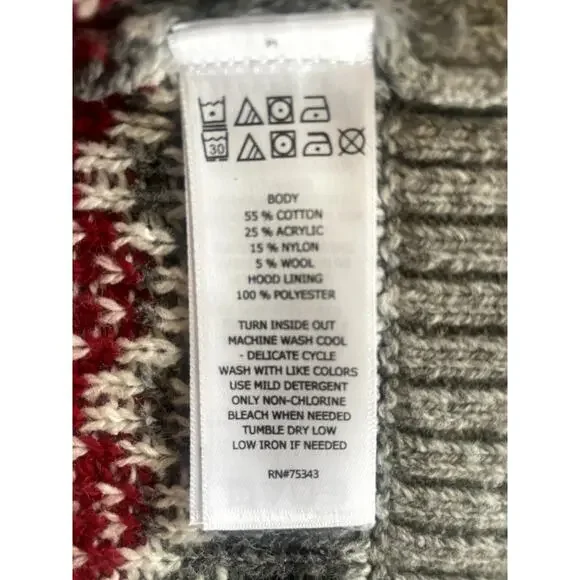 30
BODY
55 % COTTON
25 % ACRYLIC
15 % NYLON
5 % WOOL
HOOD LINING
100 % POLYESTER
TURN INSIDE OUT
MACHINE WASH COOL
- DELICATE CYCLE
WASH WITH LIKE COLORS
USE MILD DETERGENT
ONLY NON-CHLORINE
BLEACH WHEN NEEDED
TUMBLE DRY LOW
LOW IRON IF NEEDED
RN#75343